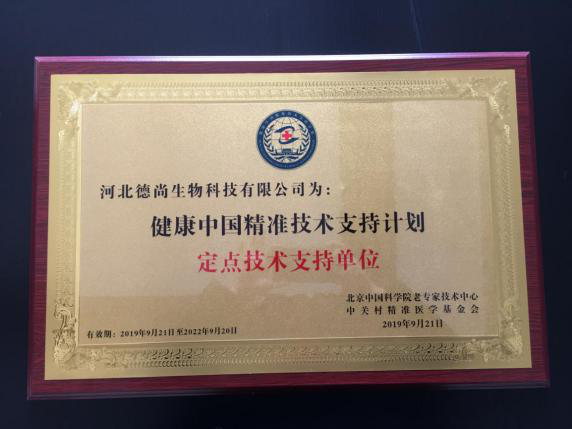 河北德尚生物科技有限公司为：
健康中国精准技术支持计划
定点技术支持单位
北京中国科学院老专家技术中心
中关村精准医学基金会
2019年9月21日
有效期：2019年9月21日至2022年9月20日